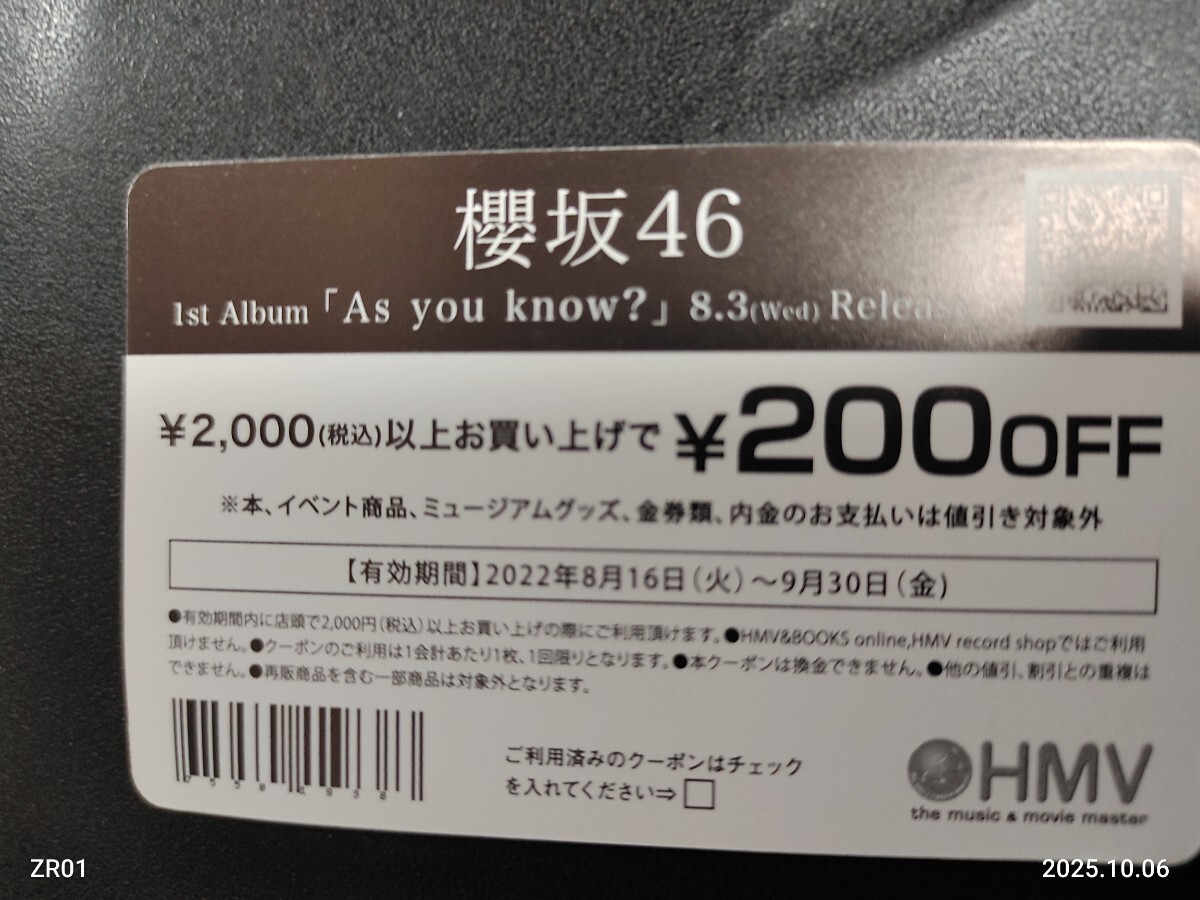 櫻坂46
1st Album「As you know?」8.3(Wed) Releas
¥2,000(税込)以上お買い上げで ¥200OFF
※本、イベント商品、ミュージアムグッズ、金券類、内金のお支払いは値引き対象外
【有効期間】2022年8月16日(火)〜9月30日(金)
●有効期間内に店頭で2,000円(税込)以上お買い上げの際にご利用頂けます。●HMV&BOOKS online,HMV record shopではご利用
頂けません。●クーポンのご利用は1会計あたり1枚、1回限りとなります。●本クーポンは換金できません。●他の値引、割引との重複は
できません。●再販商品を含む一部商品は対象外となります。
ご利用済みのクーポンはチェック
を入れてください⇒□
HMV
the music & movie master
ZR01
2025.10.06